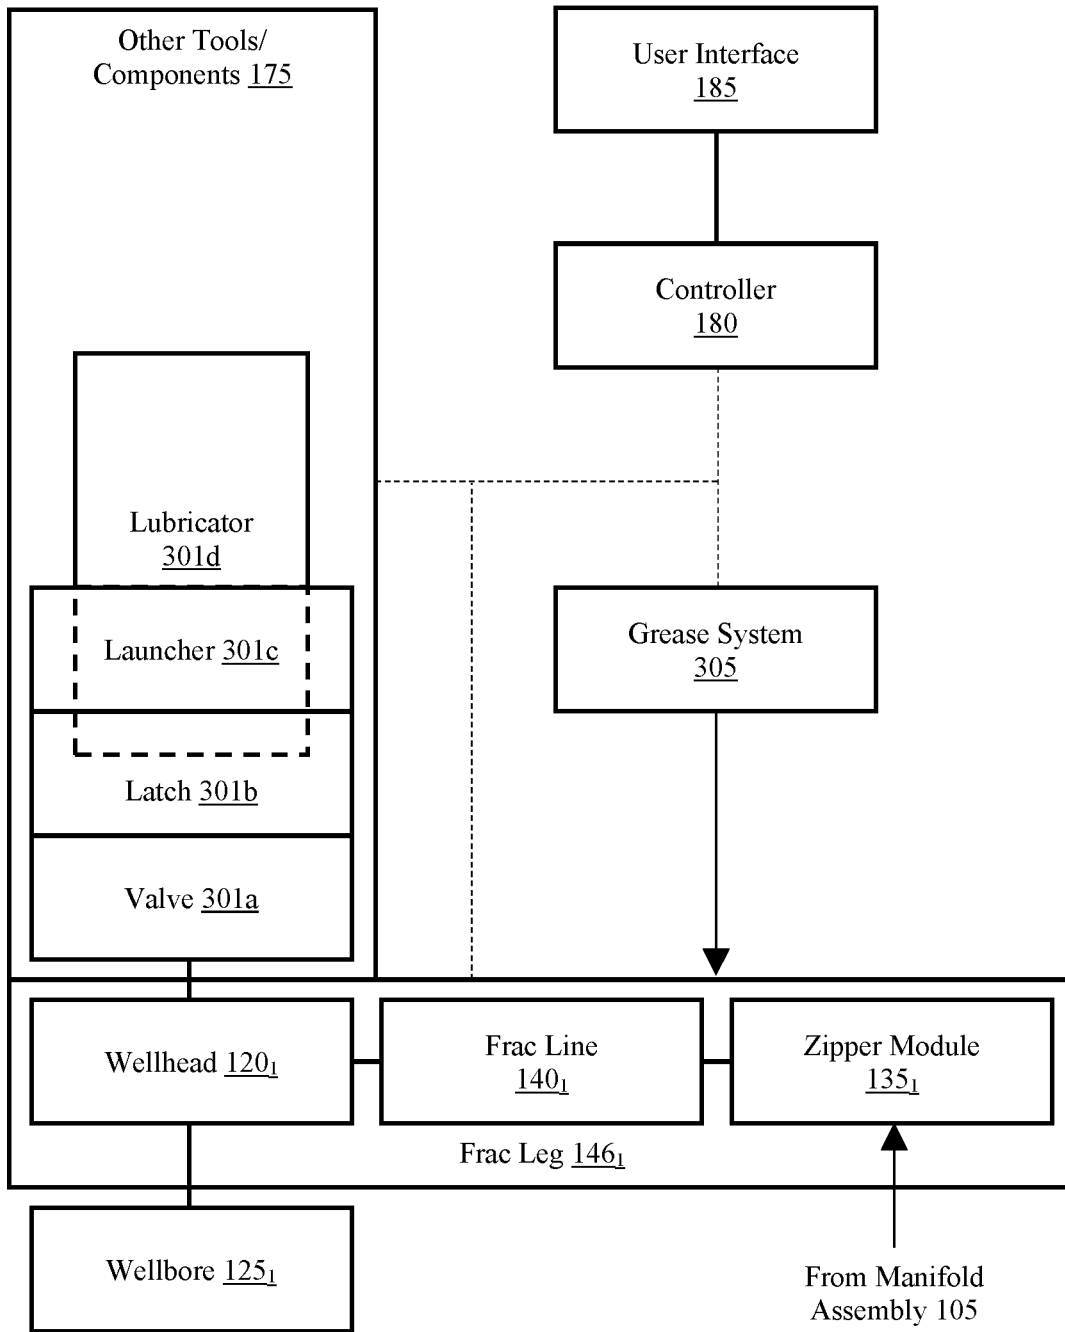 Other Tools/
Components 175
User Interface
185
Controller
180
Lubricator
301d
Launcher 301c
Grease System
305
Latch 301b
Valve 301a
Wellhead 120₁
Frac Line
140₁
Zipper Module
135₁
Frac Leg 146₁
Wellbore 125₁
From Manifold
Assembly 105